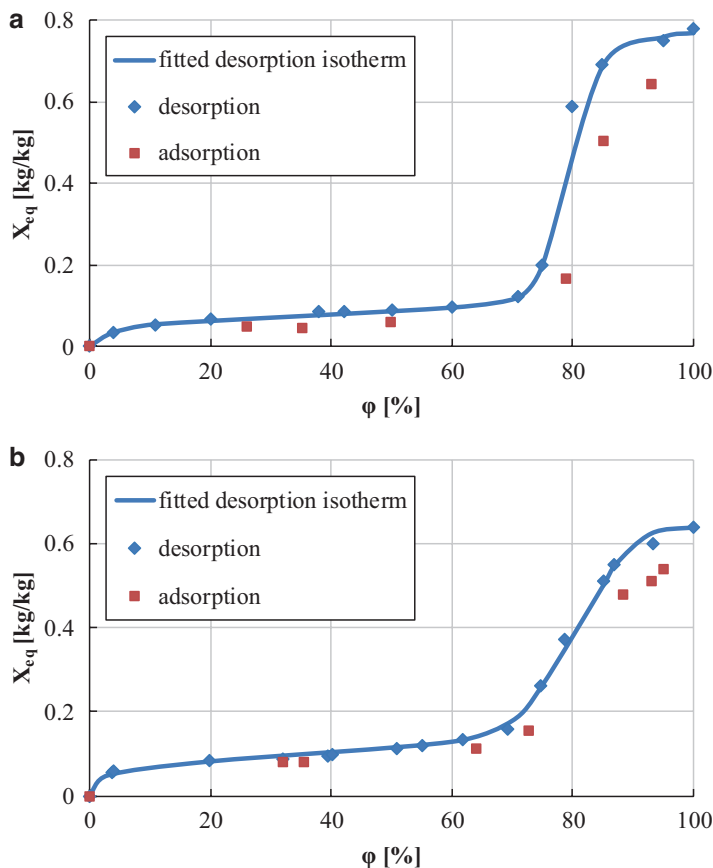 a
0.8
fitted desorption isotherm
desorption
adsorption
0.6
0.4
0.2
0
X_eq [kg/kg]
0 20 40 60 80 100
φ [%]
b
0.8
fitted desorption isotherm
desorption
adsorption
0.6
0.4
0.2
0
X_eq [kg/kg]
0 20 40 60 80 100
φ [%]